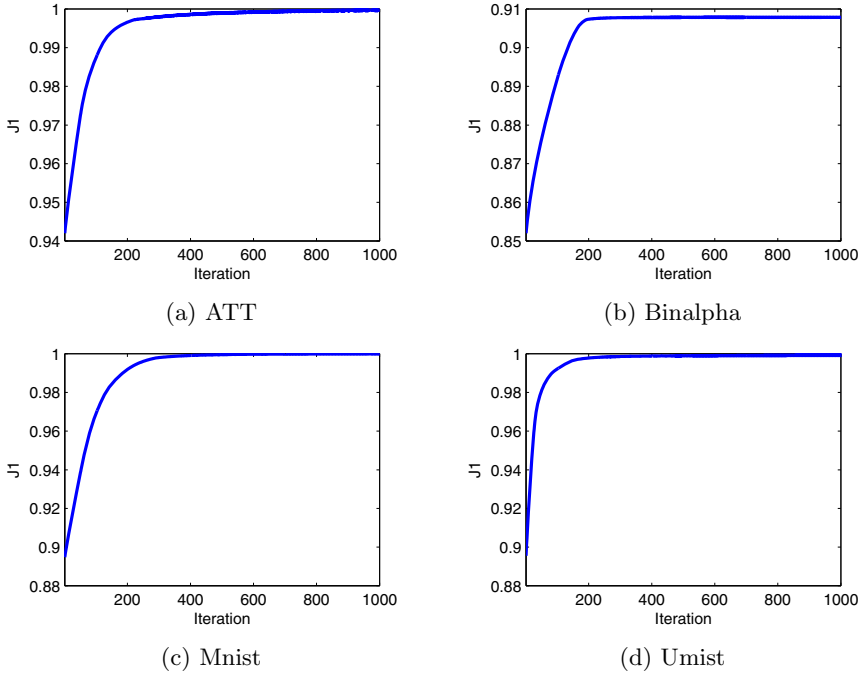 1
0.99
0.98
0.97
0.96
0.95
0.94
J1
200 400 600 800 1000
Iteration
(a) ATT
0.91
0.9
0.89
0.88
0.87
0.86
0.85
J1
200 400 600 800 1000
Iteration
(b) Binalpha
1
0.98
0.96
0.94
0.92
0.9
0.88
J1
200 400 600 800 1000
Iteration
(c) Mnist
1
0.98
0.96
0.94
0.92
0.9
0.88
J1
200 400 600 800 1000
Iteration
(d) Umist